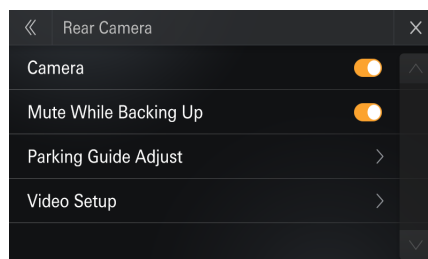 Rear Camera
Camera
Mute While Backing Up
Parking Guide Adjust
Video Setup